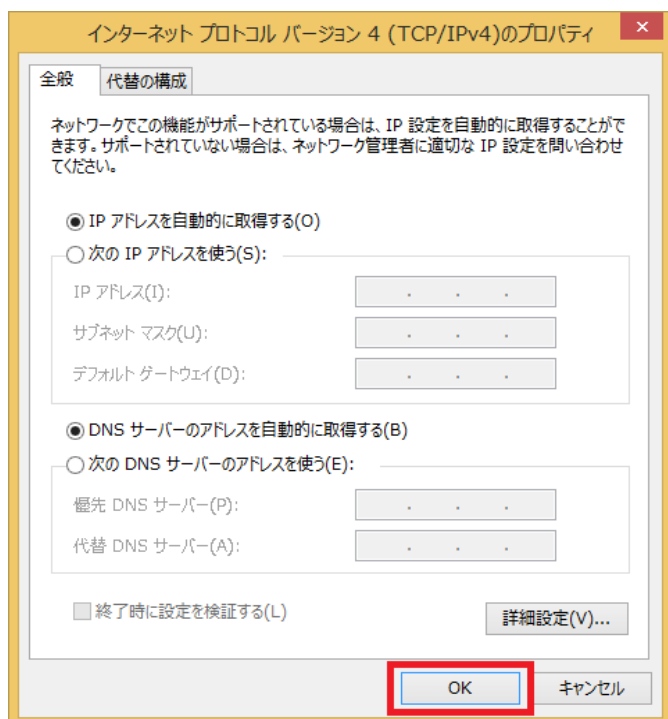 インターネット プロトコル バージョン 4 (TCP/IPv4)のプロパティ
×
全般
代替の構成
ネットワークでこの機能がサポートされている場合は、IP 設定を自動的に取得することがで
きます。サポートされていない場合は、ネットワーク管理者に適切な IP 設定を問い合わせ
てください。
IP アドレスを自動的に取得する(O)
次の IP アドレスを使う(S):
IP アドレス(I):
サブネット マスク(U):
デフォルト ゲートウェイ(D):
DNS サーバーのアドレスを自動的に取得する(B)
次の DNS サーバーのアドレスを使う(E):
優先 DNS サーバー(P):
代替 DNS サーバー(A):
終了時に設定を検証する(L)
詳細設定(V)...
OK
キャンセル